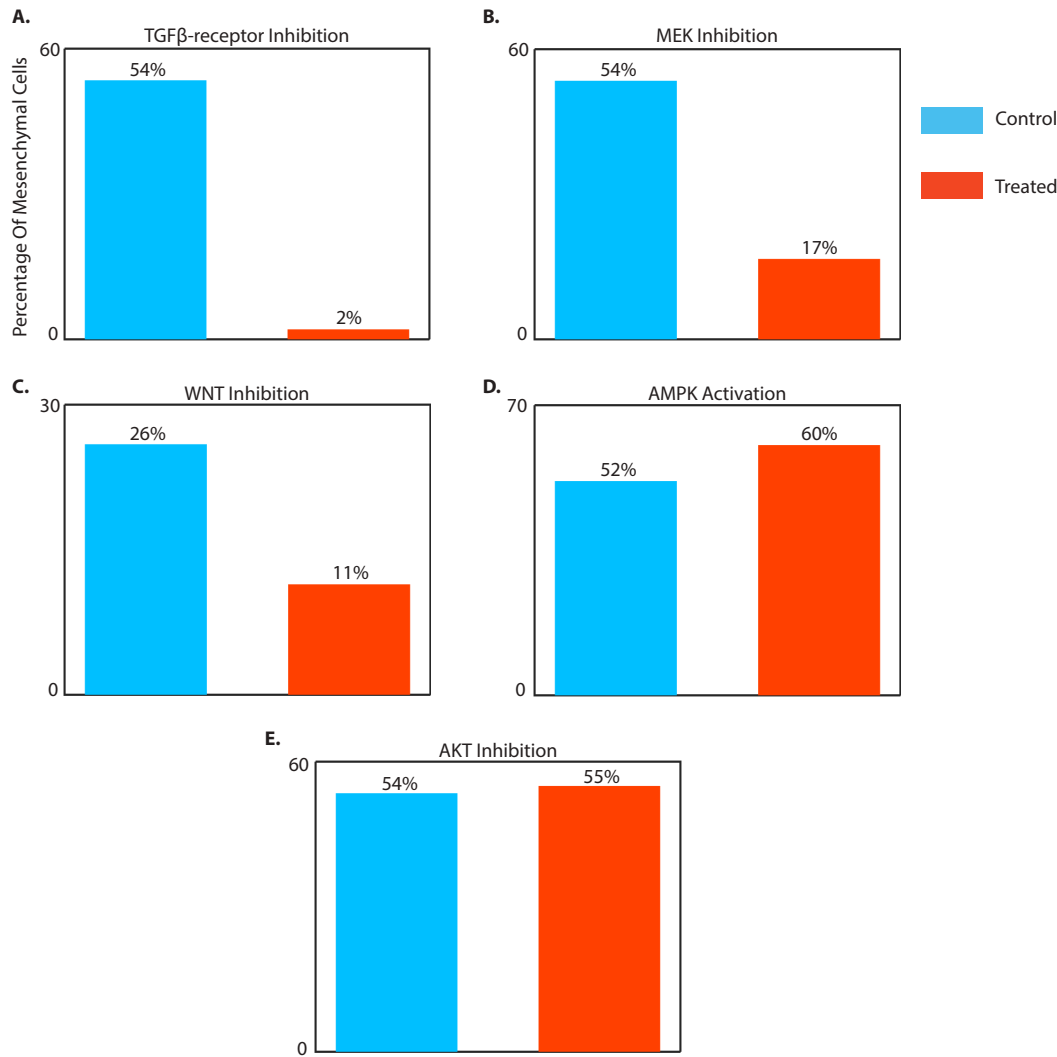 A.
TGFβ-receptor Inhibition
60
54%
2%
0
Percentage Of Mesenchymal Cells
B.
MEK Inhibition
60
54%
17%
0
Control
Treated
C.
WNT Inhibition
30
26%
11%
0
D.
AMPK Activation
70
52%
60%
0
E.
AKT Inhibition
60
54%
55%
0